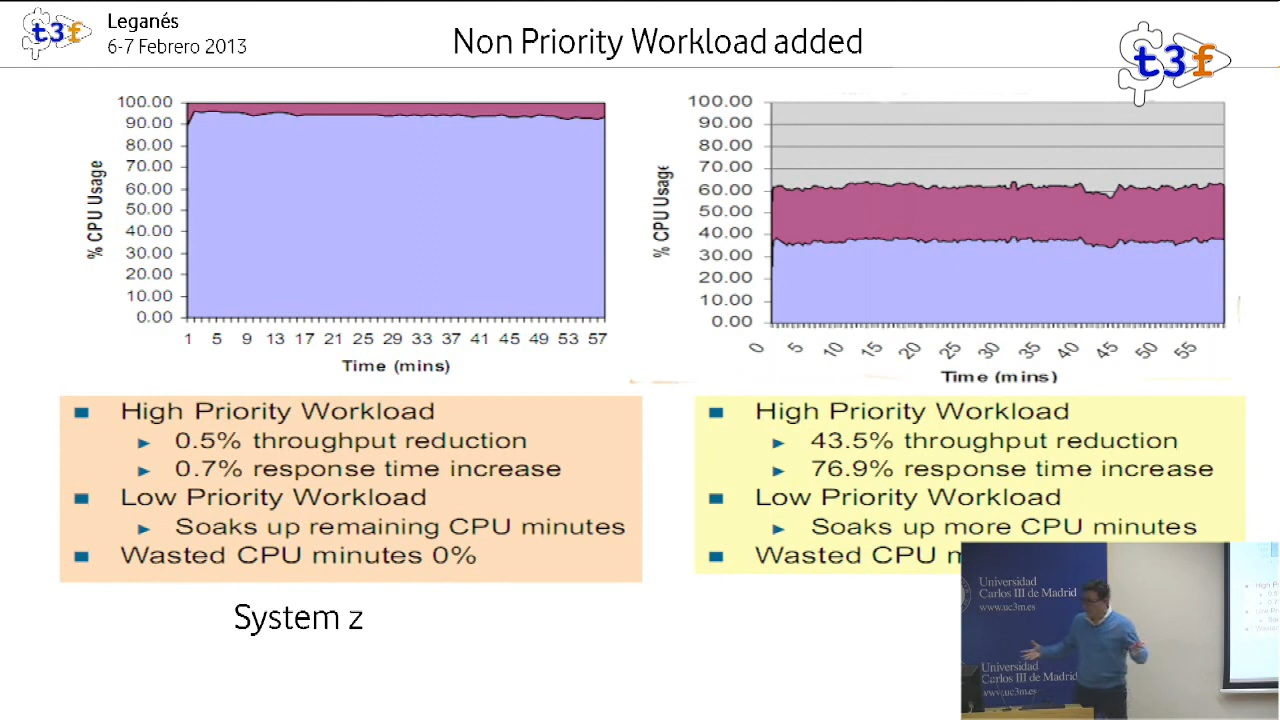 t3f
Leganés
6-7 Febrero 2013
Non Priority Workload added
t3f
100.00
90.00
80.00
70.00
60.00
50.00
40.00
30.00
20.00
10.00
0.00
% CPU Usage
1 5 9 13 17 21 25 29 33 37 41 45 49 53 57
Time (mins)
100.00
90.00
80.00
70.00
60.00
50.00
40.00
30.00
20.00
10.00
0.00
% CPU Usage
0 5 10 15 20 25 30 35 40 45 50 55
Time (mins)
High Priority Workload
0.5% throughput reduction
0.7% response time increase
Low Priority Workload
Soaks up remaining CPU minutes
Wasted CPU minutes 0%
High Priority Workload
43.5% throughput reduction
76.9% response time increase
Low Priority Workload
Soaks up more CPU minutes
Wasted CPU
System z
Universidad
Carlos III de Madrid
www.uc3m.es
Universidad
Carlos III de Madrid
www.uc3m.es